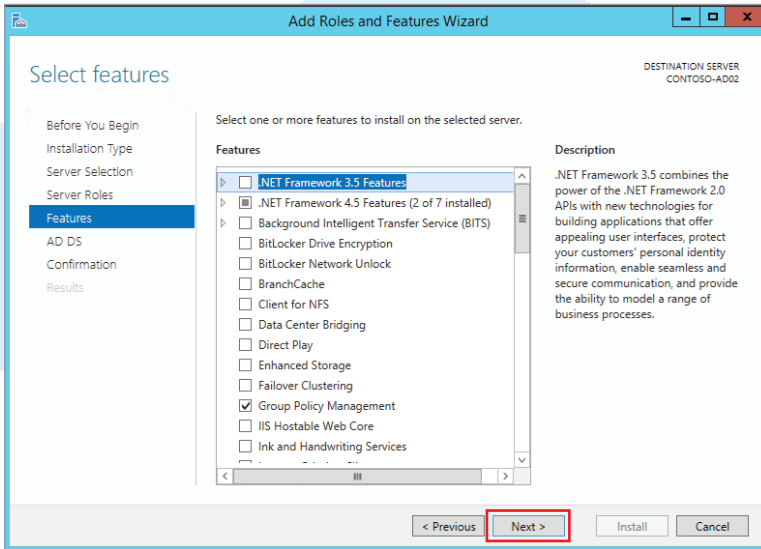 Add Roles and Features Wizard
Select features
DESTINATION SERVER
CONTOSO-AD02
Before You Begin
Installation Type
Server Selection
Server Roles
Features
AD DS
Confirmation
Results
Select one or more features to install on the selected server.
Features
.NET Framework 3.5 Features
.NET Framework 4.5 Features (2 of 7 installed)
Background Intelligent Transfer Service (BITS)
BitLocker Drive Encryption
BitLocker Network Unlock
BranchCache
Client for NFS
Data Center Bridging
Direct Play
Enhanced Storage
Failover Clustering
Group Policy Management
IIS Hostable Web Core
Ink and Handwriting Services
Description
.NET Framework 3.5 combines the
power of the .NET Framework 2.0
APIs with new technologies for
building applications that offer
appealing user interfaces, protect
your customers' personal identity
information, enable seamless and
secure communication, and provide
the ability to model a range of
business processes.
< Previous
Next >
Install
Cancel